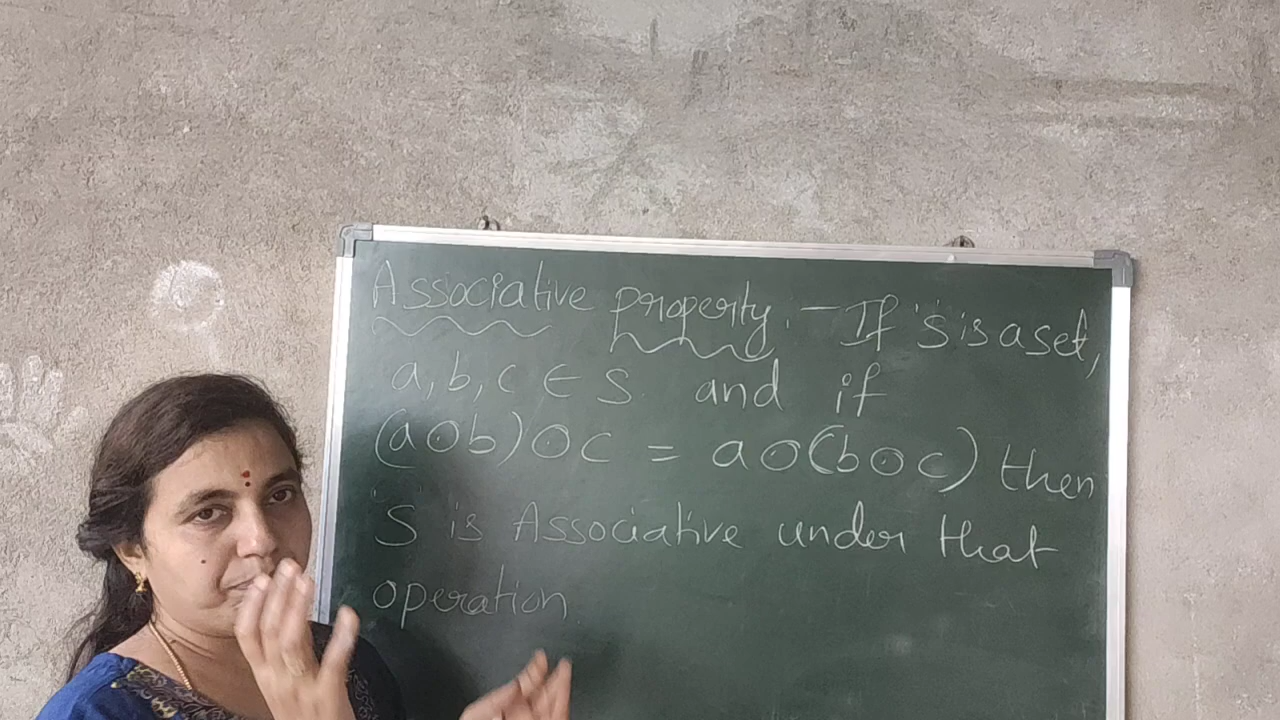 Associative property. - If 'S' is a set,
a, b, c ∈ S. and if
(a⊙b)⊙c = a⊙(b⊙c) then
'S' is Associative under that
operation.